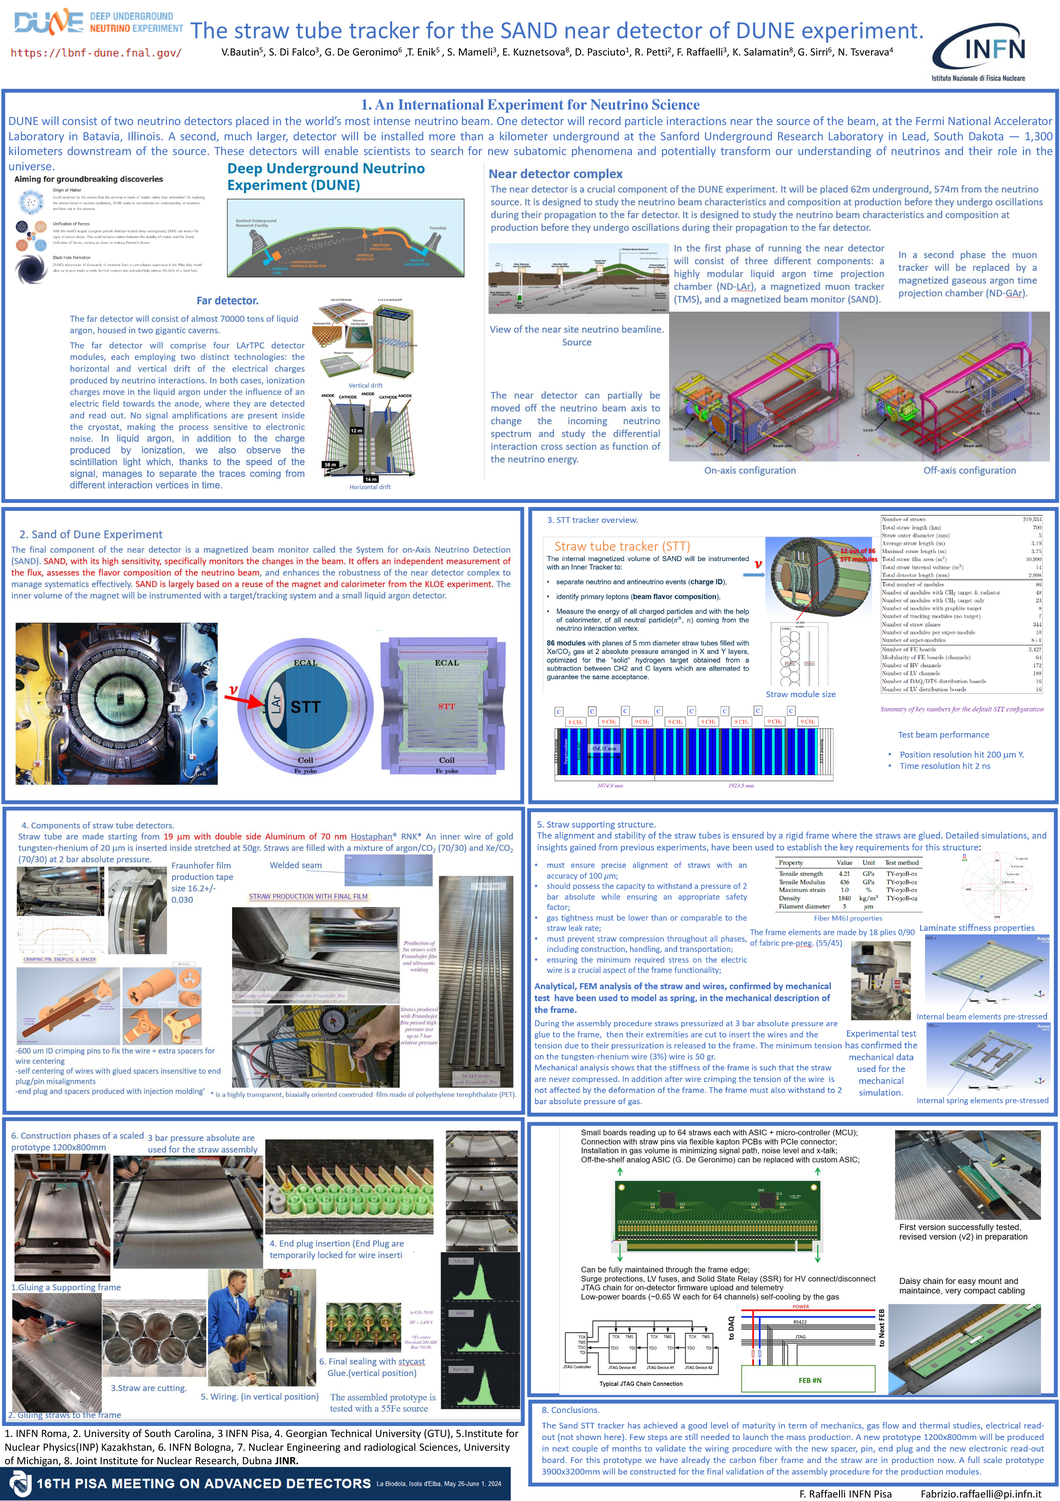 DUNE DEEP UNDERGROUND
NEUTRINO EXPERIMENT
https://lbnf-dune.fnal.gov/
The straw tube tracker for the SAND near detector of DUNE experiment.
V.Bautin⁵, S. Di Falco³, G. De Geronimo⁶ ,T. Enik⁵ , S. Mameli³, E. Kuznetsova⁸, D. Pasciuto¹, R. Petti², F. Raffaelli³, K. Salamatin⁸, G. Sirri⁶, N. Tsverava⁴
INFN
Istituto Nazionale di Fisica Nucleare
1. An International Experiment for Neutrino Science
DUNE will consist of two neutrino detectors placed in the world's most intense neutrino beam. One detector will record particle interactions near the source of the beam, at the Fermi National Accelerator
Laboratory in Batavia, Illinois. A second, much larger, detector will be installed more than a kilometer underground at the Sanford Underground Research Laboratory in Lead, South Dakota — 1,300
kilometers downstream of the source. These detectors will enable scientists to search for new subatomic phenomena and potentially transform our understanding of neutrinos and their role in the
universe.
Aiming for groundbreaking discoveries
Origin of Matter
Unification of Forces
Black Hole Formation
Deep Underground Neutrino
Experiment (DUNE)
Sanford Underground
Research Facility
Fermilab
Far detector.
The far detector will consist of almost 70000 tons of liquid
argon, housed in two gigantic caverns.
The far detector will comprise four LArTPC detector
modules, each employing two distinct technologies: the
horizontal and vertical drift of the electrical charges
produced by neutrino interactions. In both cases, ionization
charges move in the liquid argon under the influence of an
electric field towards the anode, where they are detected
and read out. No signal amplifications are present inside
the cryostat, making the process sensitive to electronic
noise. In liquid argon, in addition to the charge
produced by ionization, we also observe the
scintillation light which, thanks to the speed of the
signal, manages to separate the traces coming from
different interaction vertices in time.
Vertical drift
ANODE CATHODE ANODE CATHODE ANODE
12 m
58 m
14 m
Horizontal drift
Near detector complex
The near detector is a crucial component of the DUNE experiment. It will be placed 62m underground, 574m from the neutrino
source. It is designed to study the neutrino beam characteristics and composition at production before they undergo oscillations
during their propagation to the far detector. It is designed to study the neutrino beam characteristics and composition at
production before they undergo oscillations during their propagation to the far detector.
In the first phase of running the near detector
will consist of three different components: a
highly modular liquid argon time projection
chamber (ND-LAr), a magnetized muon tracker
(TMS), and a magnetized beam monitor (SAND).
In a second phase the muon
tracker will be replaced by a
magnetized gaseous argon time
projection chamber (ND-GAr).
View of the near site neutrino beamline.
Source
The near detector can partially be
moved off the neutrino beam axis to
change the incoming neutrino
spectrum and study the differential
interaction cross section as function of
the neutrino energy.
On-axis configuration
Off-axis configuration
2. Sand of Dune Experiment
The final component of the near detector is a magnetized beam monitor called the System for on-Axis Neutrino Detection
(SAND). SAND, with its high sensitivity, specifically monitors the changes in the beam. It offers an independent measurement of
the flux, assesses the flavor composition of the neutrino beam, and enhances the robustness of the near detector complex to
manage systematics effectively. SAND is largely based on a reuse of the magnet and calorimeter from the KLOE experiment. The
inner volume of the magnet will be instrumented with a target/tracking system and a small liquid argon detector.
ν
ECAL
LAr
STT
Coil
Fe yoke
ECAL
STT
Coil
Fe yoke
3. STT tracker overview.
Straw tube tracker (STT)
The internal magnetized volume of SAND will be instrumented
with an Inner Tracker to:
• separate neutrino and antineutrino events (charge ID),
• identify primary leptons (beam flavor composition),
• Measure the energy of all charged particles and with the help
of calorimeter, of all neutral particle(π⁰, n) coming from the
neutrino interaction vertex.
86 modules with planes of 5 mm diameter straw tubes filled with
Xe/CO₂ gas at 2 absolute pressure arranged in X and Y layers,
optimized for the "solid" hydrogen target obtained from a
subtraction between CH2 and C layers which are alternated to
guarantee the same acceptance.
ν
12 out of 86
STT modules
Straw module size
Number of straws 219,331
Total straw length (km) 700
Straw outer diameter (mm) 5
Average straw length (m) 3.19
Maximal straw length (m) 3.75
Total straw film area (m²) 10,990
Total straw internal volume (m³) 14
Total detector length (mm) 2,998
Total number of modules 86
Number of modules with CH₂ target & radiator 48
Number of modules with CH₂ target only 23
Number of modules with graphite target 8
Number of tracking modules (no target) 7
Number of straw planes 344
Number of modules per super-module 10
Number of super-modules 8+1
Number of FE boards 3,427
Modularity of FE boards (channels) 64
Number of HV channels 172
Number of LV channels 188
Number of DAQ/DTS distribution boards 16
Number of LV distribution boards 16
Summary of key numbers for the default STT configuration
C C C C C C C C
8 CH₂ 9 CH₂ 9 CH₂ 9 CH₂ 9 CH₂ 9 CH₂ 9 CH₂ 9 CH₂
1074.9 mm
1923.5 mm
Test beam performance
• Position resolution hit 200 µm Y.
• Time resolution hit 2 ns
4. Components of straw tube detectors.
Straw tube are made starting from 19 µm with double side Aluminum of 70 nm Hostaphan® RNK® An inner wire of gold
tungsten-rhenium of 20 µm is inserted inside stretched at 50gr. Straws are filled with a mixture of argon/CO₂ (70/30) and Xe/CO₂
(70/30) at 2 bar absolute pressure.
Fraunhofer film
production tape
size 16.2+/-
0.030
Welded seam
STRAW PRODUCTION WITH FINAL FILM
CRIMPING PIN, ENDPLUG, & SPACER
Production of
5m straws with
Fraunhofer film
and ultrasonic
welding
Straws produced
with Fraunhofer
film passed high-
pressure test
up to 7 bar
relative pressure
-600 um ID crimping pins to fix the wire + extra spacers for
wire centering
-self centering of wires with glued spacers insensitive to end
plug/pin misalignments
-end plug and spacers produced with injection molding'
* is a highly transparent, biaxially oriented coextruded film made of polyethylene terephthalate (PET).
5. Straw supporting structure.
The alignment and stability of the straw tubes is ensured by a rigid frame where the straws are glued. Detailed simulations, and
insights gained from previous experiments, have been used to establish the key requirements for this structure:
• must ensure precise alignment of straws with an
accuracy of 100 µm;
• should possess the capacity to withstand a pressure of 2
bar absolute while ensuring an appropriate safety
factor;
• gas tightness must be lower than or comparable to the
straw leak rate;
• must prevent straw compression throughout all phases,
including construction, handling, and transportation;
• ensuring the minimum required stress on the electric
wire is a crucial aspect of the frame functionality;
Analytical, FEM analysis of the straw and wires, confirmed by mechanical
test have been used to model as spring, in the mechanical description of
the frame.
During the assembly procedure straws pressurized at 3 bar absolute pressure are
glue to the frame, then their extremities are cut to insert the wires and the
tension due to their pressurization is released to the frame. The minimum tension
on the tungsten-rhenium wire (3%) wire is 50 gr.
Mechanical analysis shows that the stiffness of the frame is such that the straw
are never compressed. In addition after wire crimping the tension of the wire is
not affected by the deformation of the frame. The frame must also withstand to 2
bar absolute pressure of gas.
Property Value Unit Test method
Tensile strength 4.21 GPa TY-030B-01
Tensile Modulus 436 GPa TY-030B-01
Maximum strain 1.0 % TY-030B-01
Density 1840 kg/m³ TY-030B-02
Filament diameter 5 µm
Fiber M46J properties
The frame elements are made by 18 plies 0/90
of fabric pre-preg. (55/45)
Laminate stiffness properties
Internal beam elements pre-stressed
Experimental test
has confirmed the
mechanical data
used for the
mechanical
simulation.
Internal spring elements pre-stressed
6. Construction phases of a scaled
prototype 1200x800mm
3 bar pressure absolute are
used for the straw assembly
1.Gluing a Supporting frame
4. End plug insertion (End Plug are
temporarily locked for wire inserti
2. Gluing straws to the frame
3.Straw are cutting.
5. Wiring. (in vertical position)
6. Final sealing with stycast
Glue.(vertical position)
The assembled prototype is
tested with a 55Fe source
Small boards reading up to 64 straws each with ASIC + micro-controller (MCU);
Connection with straw pins via flexible kapton PCBs with PCIe connector;
Installation in gas volume is minimizing signal path, noise level and x-talk;
Off-the-shelf analog ASIC (G. De Geronimo) can be replaced with custom ASIC;
Can be fully maintained through the frame edge;
Surge protections, LV fuses, and Solid State Relay (SSR) for HV connect/disconnect
JTAG chain for on-detector firmware upload and telemetry
Low-power boards (~0.65 W each for 64 channels) self-cooling by the gas
First version successfully tested,
revised version (v2) in preparation
Daisy chain for easy mount and
maintaince, very compact cabling
TCK
TMS
TDO
TDI
JTAG Controller
TCK TMS TCK TMS TCK TMS
TDI TDO TDI TDO TDI TDO
JTAG Device #0 JTAG Device #1 JTAG Device #2
Typical JTAG Chain Connection
POWER
RS422
JTAG
to DAQ
to Next FEB
FEB #N
8. Conclusions.
The Sand STT tracker has achieved a good level of maturity in term of mechanics, gas flow and thermal studies, electrical read-
out (not shown here). Few steps are still needed to launch the mass production. A new prototype 1200x800mm will be produced
in next couple of months to validate the wiring procedure with the new spacer, pin, end plug and the new electronic read-out
board. For this prototype we have already the carbon fiber frame and the straw are in production now. A full scale prototype
3900x3200mm will be constructed for the final validation of the assembly procedure for the production modules.
1. INFN Roma, 2. University of South Carolina, 3 INFN Pisa, 4. Georgian Technical University (GTU), 5.Institute for
Nuclear Physics(INP) Kazakhstan, 6. INFN Bologna, 7. Nuclear Engineering and radiological Sciences, University
of Michigan, 8. Joint Institute for Nuclear Research, Dubna JINR.
16TH PISA MEETING ON ADVANCED DETECTORS La Biodola, Isola d'Elba, May 26-June 1, 2024
F. Raffaelli INFN Pisa Fabrizio.raffaelli@pi.infn.it